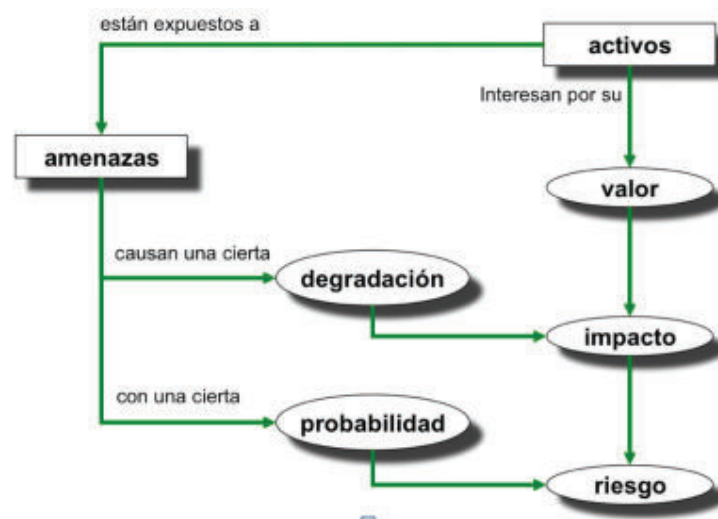 están expuestos a
activos
Interesan por su
amenazas
valor
causan una cierta
degradación
impacto
con una cierta
probabilidad
riesgo